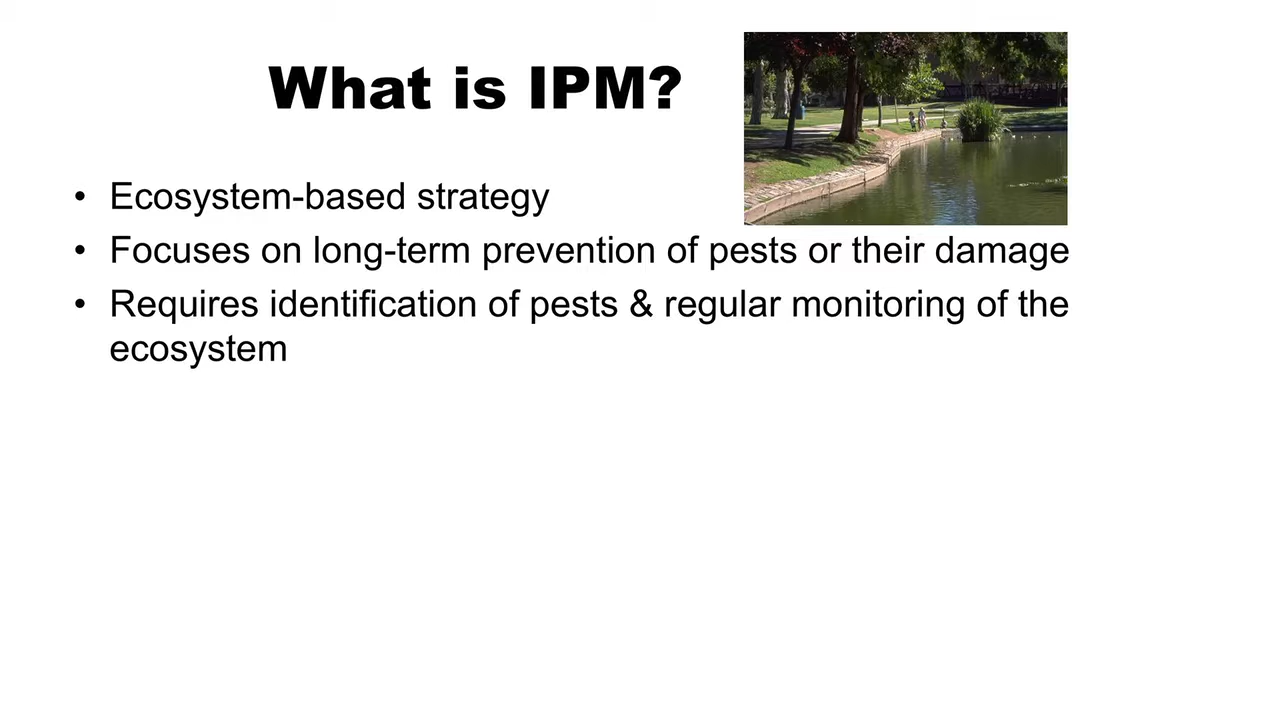 What is IPM?
• Ecosystem-based strategy
• Focuses on long-term prevention of pests or their damage
• Requires identification of pests & regular monitoring of the
ecosystem